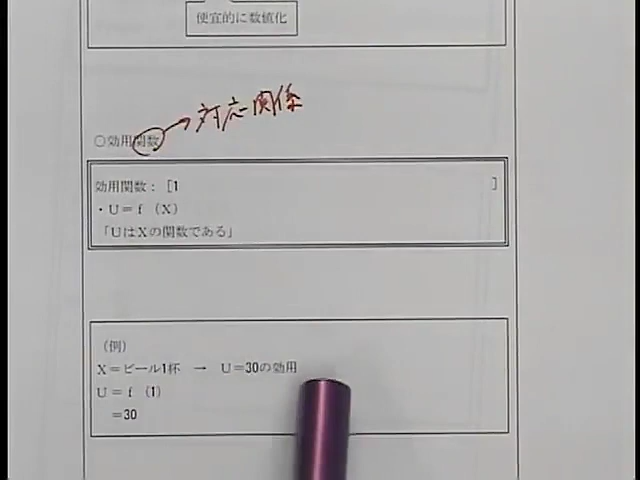 便宜的に数値化
→対応関係
○効用関数
効用関数：［1 ］
・U＝f（X）
「UはXの関数である」
（例）
X＝ビール1杯 → U＝30の効用
U＝f（1）
＝30